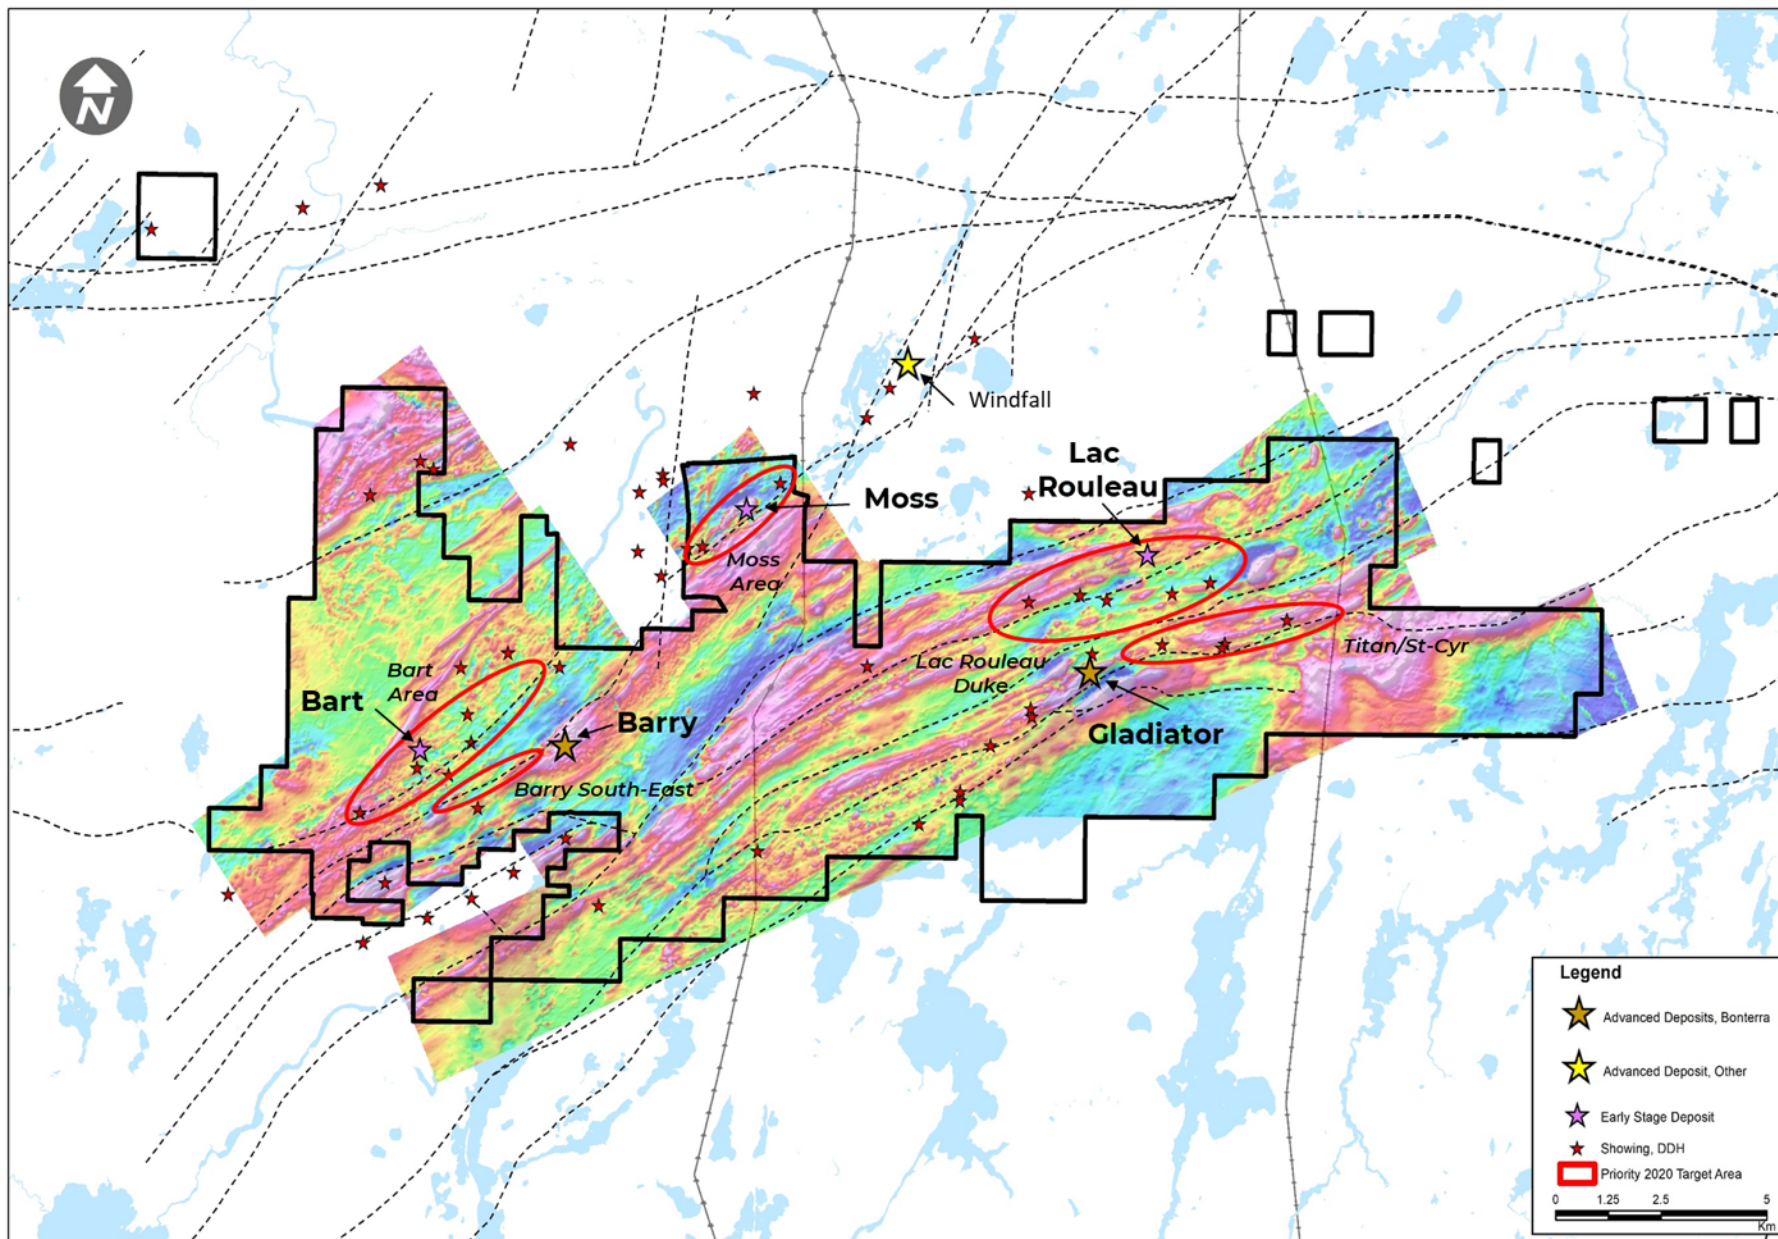 N
Windfall
Lac
Rouleau
Moss
Moss
Area
Bart
Area
Bart
Barry
Lac Rouleau
Duke
Titan/St-Cyr
Gladiator
Barry South-East
Legend
Advanced Deposits, Bonterra
Advanced Deposit, Other
Early Stage Deposit
Showing, DDH
Priority 2020 Target Area
0 1.25 2.5 5
Km